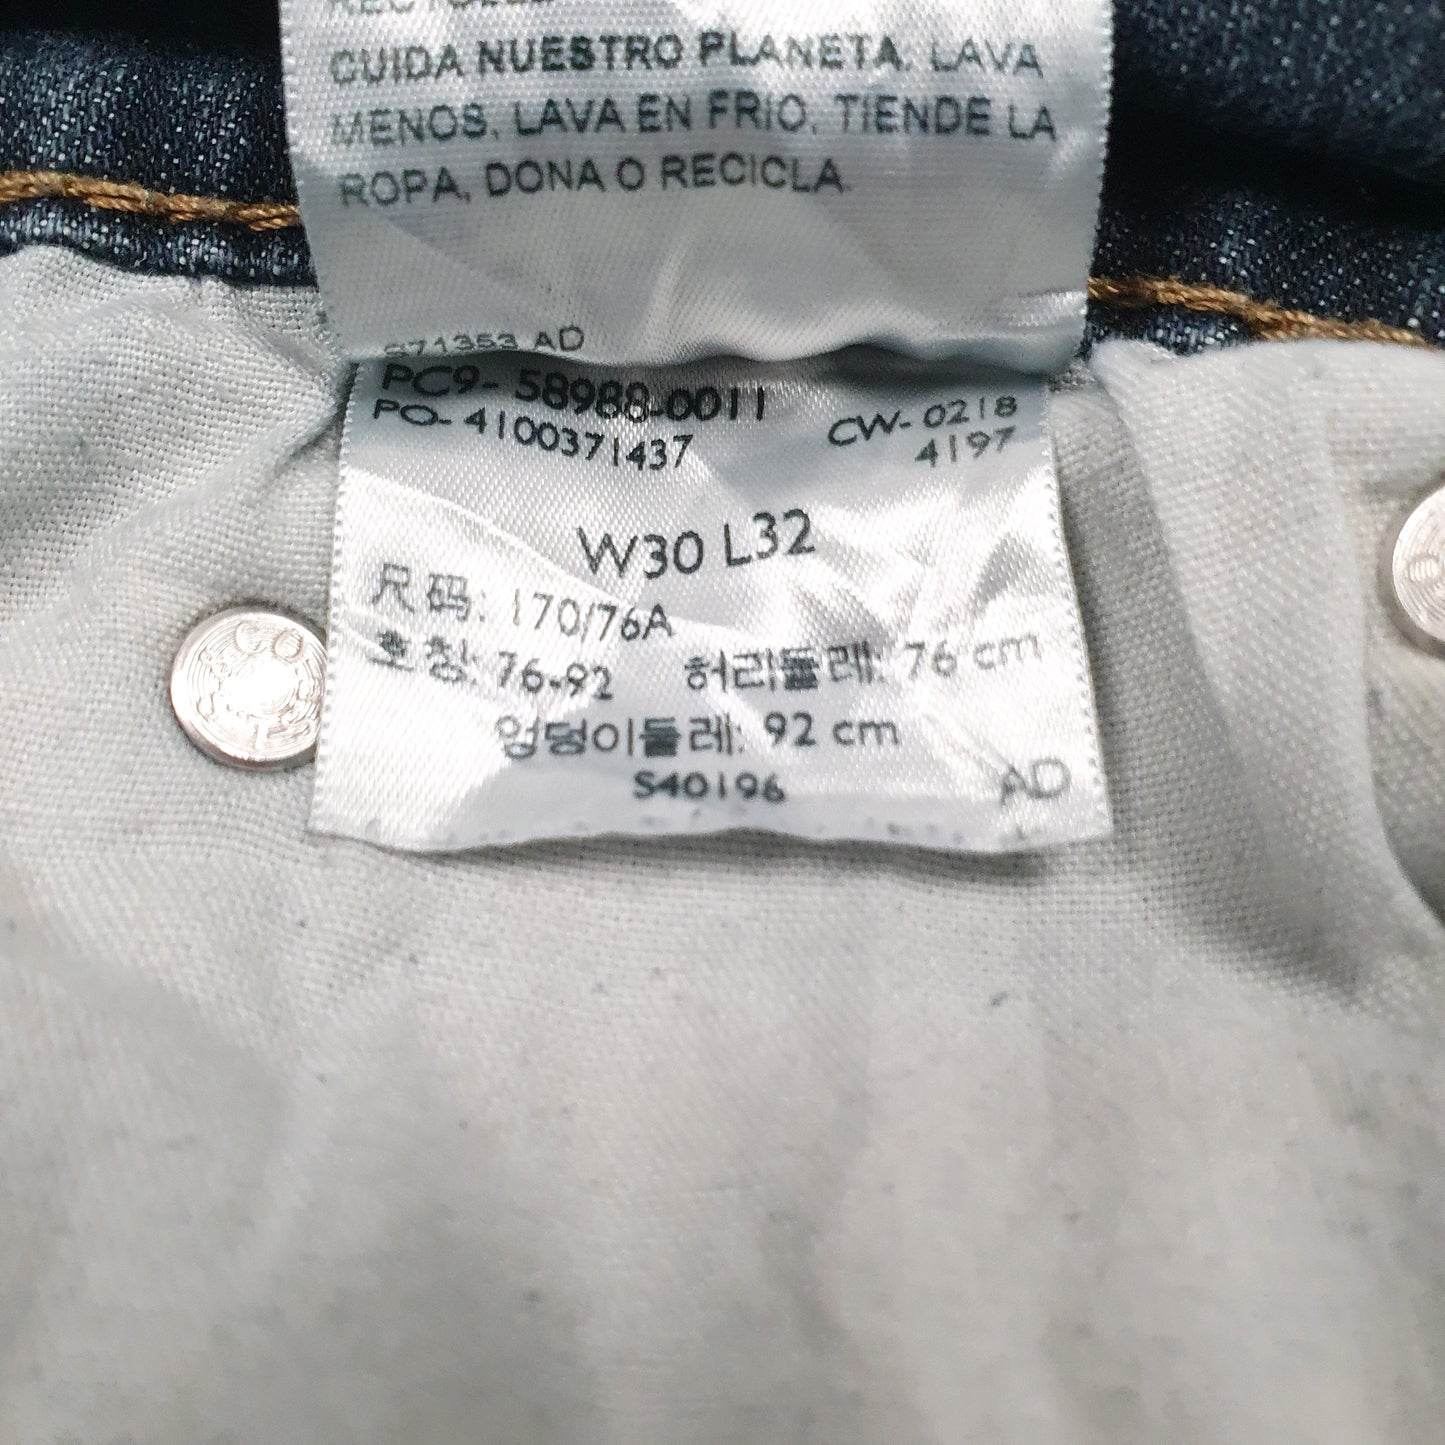 CUIDA NUESTRO PLANETA, LAVA
MENOS, LAVA EN FRIO, TIENDE LA
ROPA, DONA O RECICLA
971353 AD
PC9- 58988-0011
PO- 4100371437
CW- 0218
4197
W30 L32
尺码: 170/76A
호칭: 76-92 허리둘레: 76 cm
엉덩이둘레: 92 cm
S40196
AD